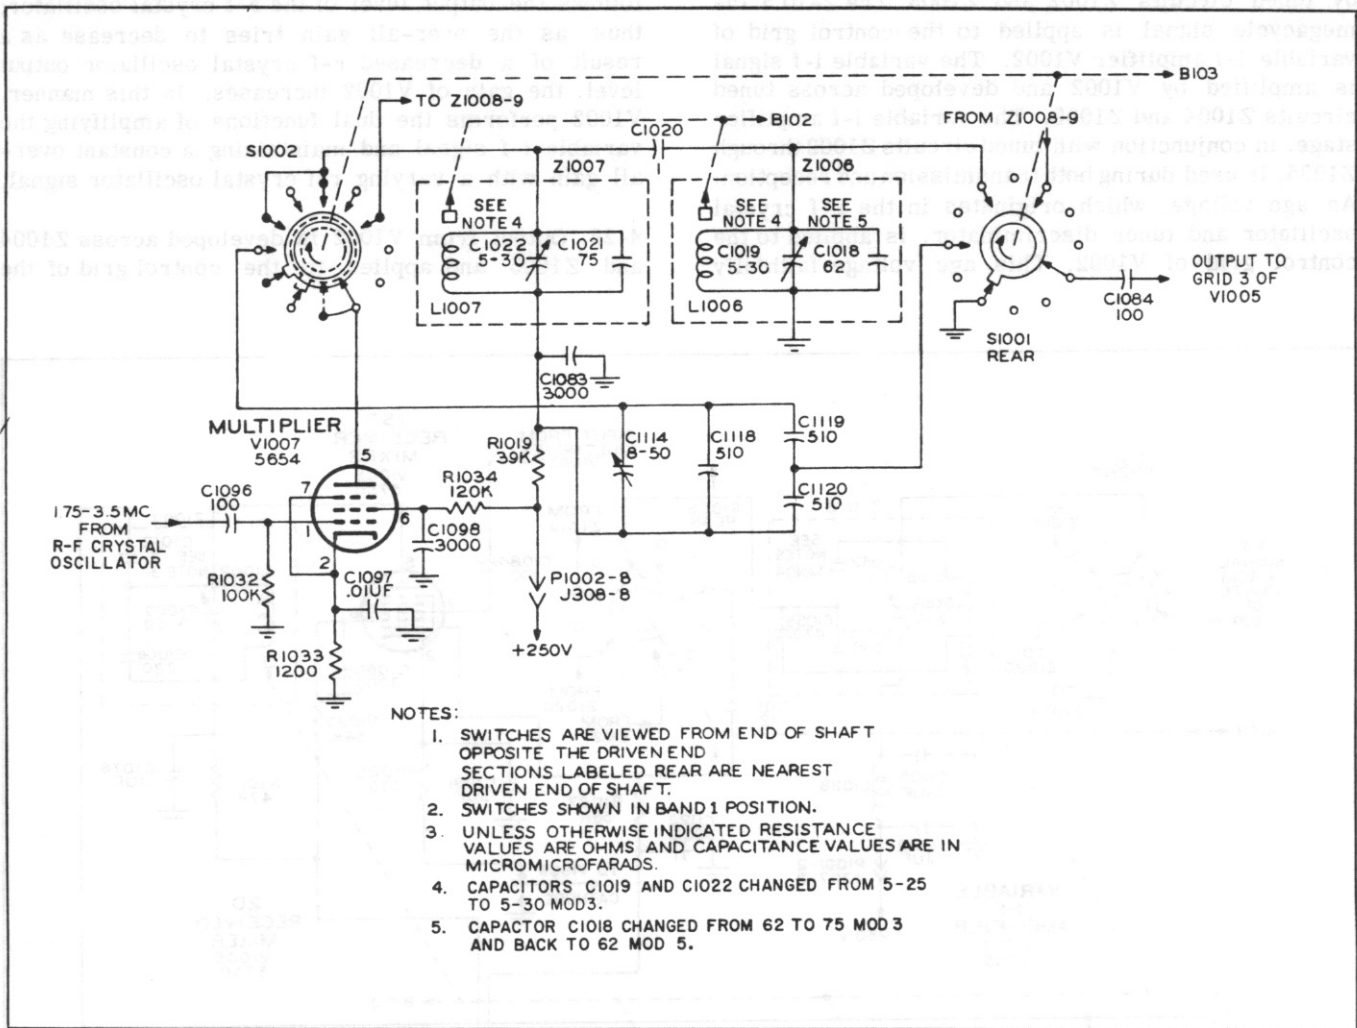 B103
TO Z1008-9
FROM Z1008-9
C1020
B102
S1002
Z1007
Z1006
SEE
NOTE 4
C1022
5-30
C1021
75
L1007
SEE
NOTE 4
C1019
5-30
SEE
NOTE 5
C1018
62
L1006
OUTPUT TO
GRID 3 OF
V1005
C1084
100
S1001
REAR
C1083
3000
MULTIPLIER
V1007
5654
5
7
6
1
2
R1019
39K
C1114
8-50
C1118
510
C1119
510
C1120
510
R1034
120K
C1096
100
1 75-3.5 MC
FROM
R-F CRYSTAL
OSCILLATOR
C1098
3000
R1032
100K
C1097
.01UF
P1002-8
J308-8
+250V
R1033
1200
NOTES:
1. SWITCHES ARE VIEWED FROM END OF SHAFT
OPPOSITE THE DRIVEN END
SECTIONS LABELED REAR ARE NEAREST
DRIVEN END OF SHAFT.
2. SWITCHES SHOWN IN BAND 1 POSITION.
3. UNLESS OTHERWISE INDICATED RESISTANCE
VALUES ARE OHMS AND CAPACITANCE VALUES ARE IN
MICROMICROFARADS.
4. CAPACITORS C1019 AND C1022 CHANGED FROM 5-25
TO 5-30 MOD3.
5. CAPACTOR C1018 CHANGED FROM 62 TO 75 MOD 3
AND BACK TO 62 MOD 5.